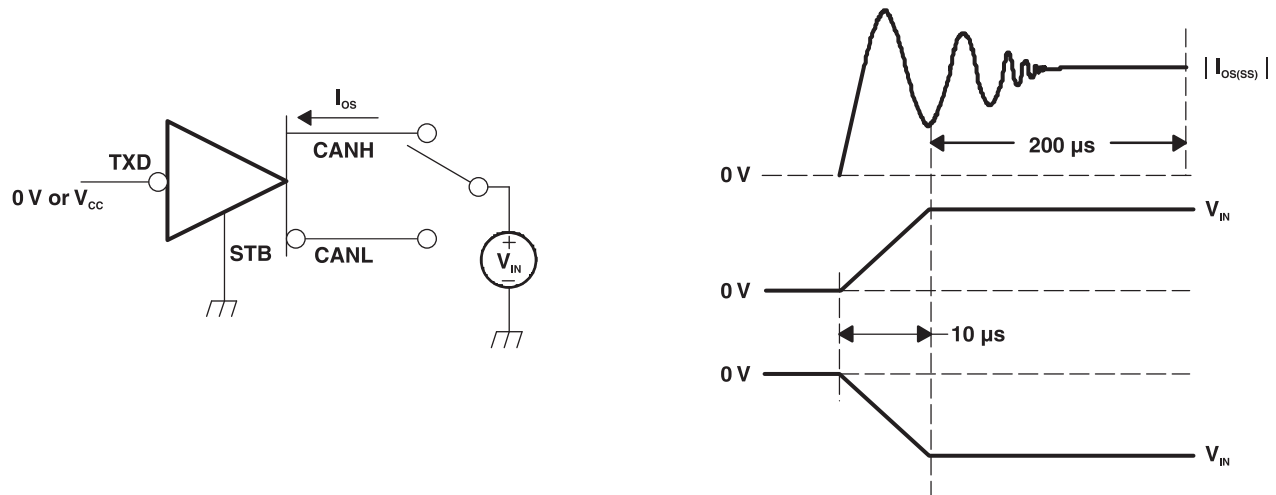 I_OS
CANH
TXD
0 V or V_CC
STB
CANL
+
V_IN
−
| I_OS(SS) |
200 µs
0 V
V_IN
0 V
10 µs
0 V
V_IN